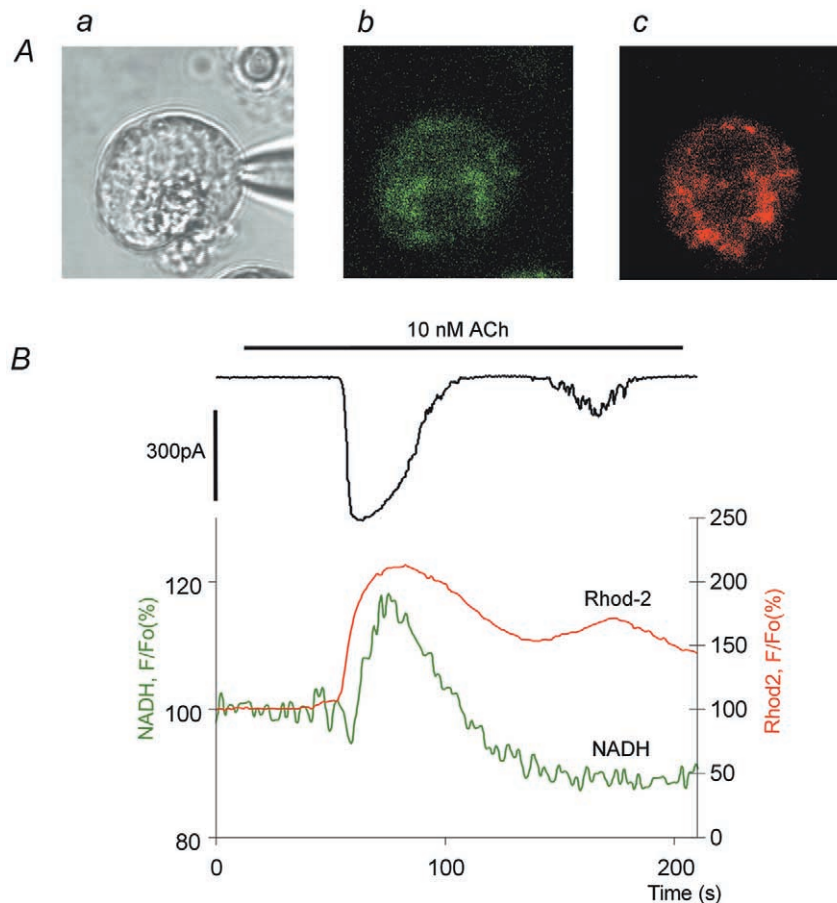 a
b
c
A
10 nM ACh
B
300pA
250
120
200
Rhod-2
150
100
100
NADH
50
80
0
0
100
200
Time (s)
NADH, F/Fo(%)
Rhod2, F/Fo(%)